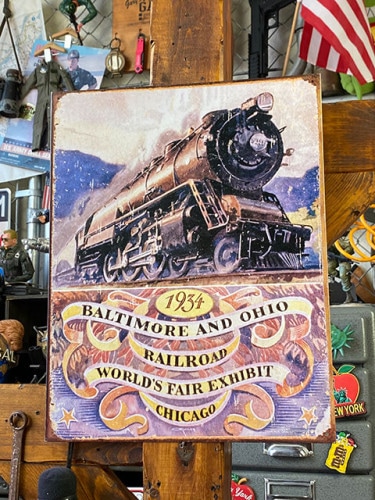 1934
BALTIMORE AND OHIO
RAILROAD
WORLD'S FAIR EXHIBIT
CHICAGO
NEW YORK
m&m's